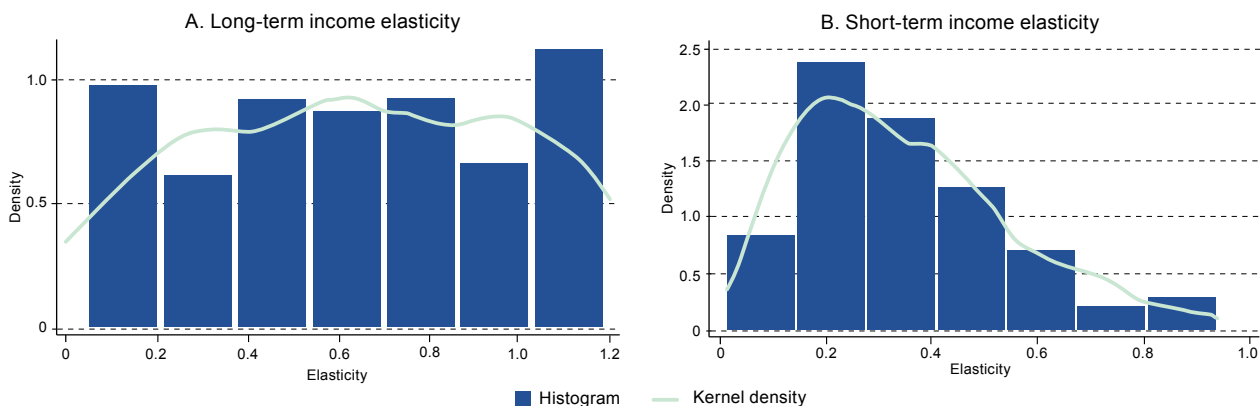 A. Long-term income elasticity
Density
1.0
0.5
0
0 0.2 0.4 0.6 0.8 1.0 1.2
Elasticity
B. Short-term income elasticity
Density
2.5
2.0
1.5
1.0
0.5
0
0 0.2 0.4 0.6 0.8 1.0
Elasticity
Histogram Kernel density